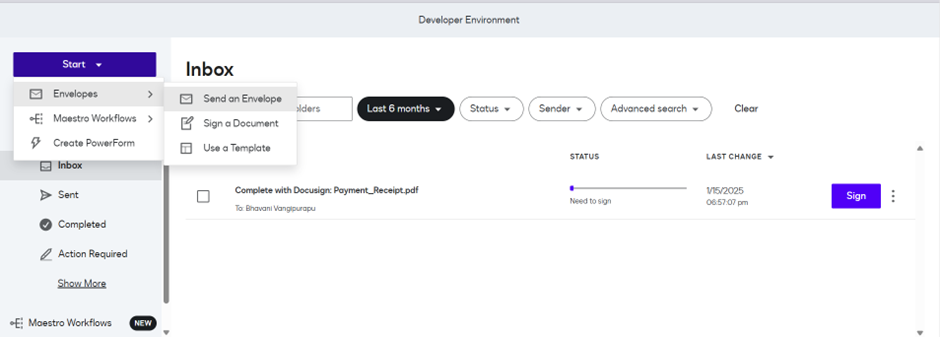 Developer Environment
Start
Envelopes
Maestro Workflows
Create PowerForm
Send an Envelope
Sign a Document
Use a Template
Inbox
Sent
Completed
Action Required
Show More
Maestro Workflows NEW
Inbox
Last 6 months Status Sender Advanced search Clear
STATUS LAST CHANGE
Complete with Docusign: Payment_Receipt.pdf
To: Bhavani Vangipurapu
Need to sign
1/15/2025
06:57:07 pm
Sign